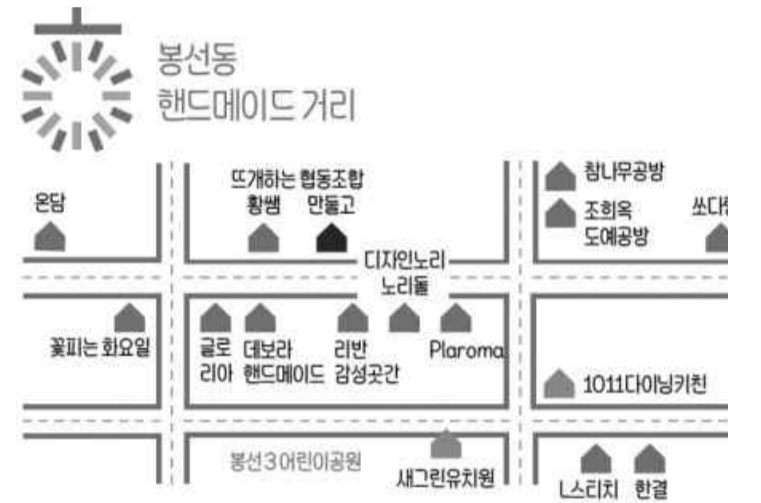 봉선동
핸드메이드 거리
온담
뜨개하는
황쌤
협동조합
만들고
참나무공방
조희옥
도예공방
디자인노리
노리돌
꽃피는 화요일
글로
리아
데보라
핸드메이드
리반
감성곳간
Plaroma
1011다이닝키친
봉선3어린이공원
새그린유치원
L스티치
한결